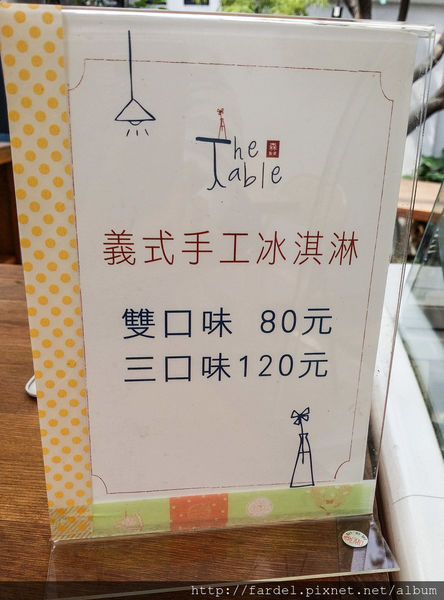 The 森
Table
義式手工冰淇淋
雙口味 80元
三口味120元
http://fardel.pixnet.net/album